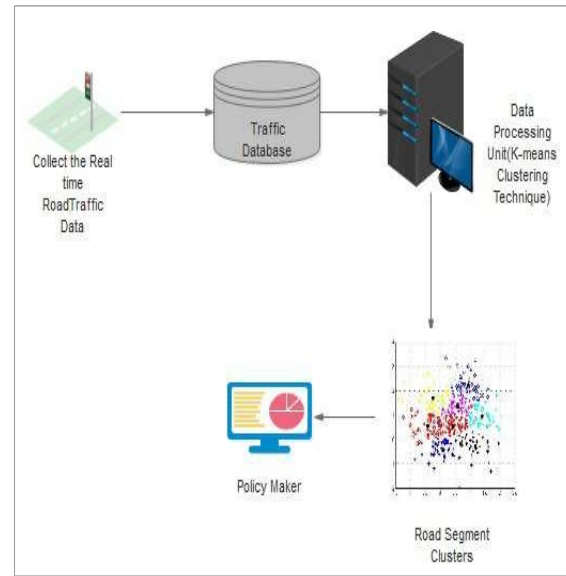 Collect the Real
time
RoadTraffic
Data
Traffic
Database
Data
Processing
Unit(K-means
Clustering
Technique)
Policy Maker
Road Segment
Clusters